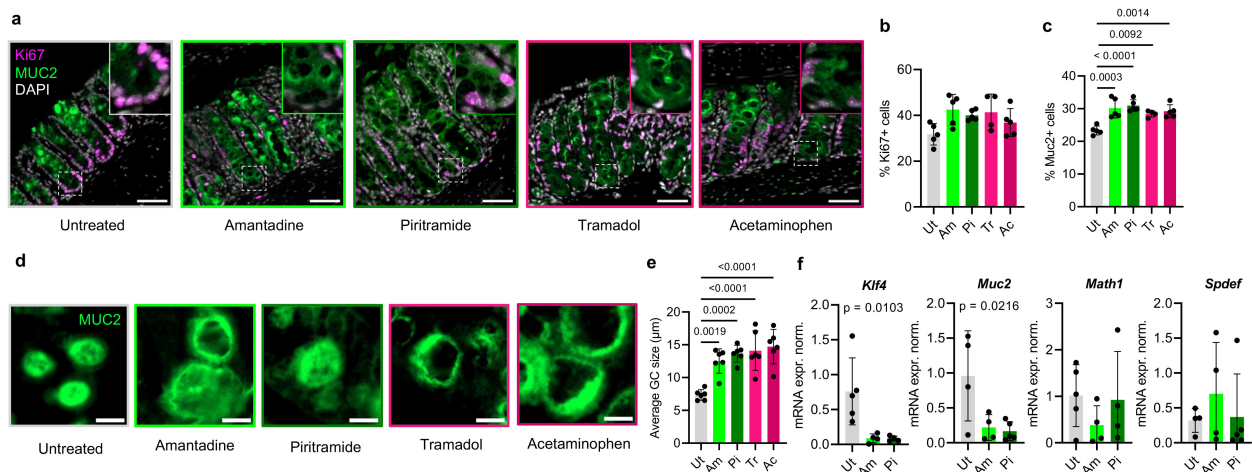 a
Ki67
MUC2
DAPI
Untreated
Amantadine
Piritramide
Tramadol
Acetaminophen
b
% Ki67+ cells
60
40
20
0
Ut
Am
Pi
Tr
Ac
c
0.0014
0.0092
< 0.0001
0.0003
% Muc2+ cells
40
30
20
10
0
Ut
Am
Pi
Tr
Ac
d
MUC2
Untreated
Amantadine
Piritramide
Tramadol
Acetaminophen
e
<0.0001
<0.0001
0.0002
0.0019
Average GC size (µm)
20
15
10
5
0
Ut
Am
Pi
Tr
Ac
f
Klf4
p = 0.0103
mRNA expr. norm.
2.0
1.5
1.0
0.5
0.0
Ut
Am
Pi
Muc2
p = 0.0216
mRNA expr. norm.
2.0
1.5
1.0
0.5
0.0
Ut
Am
Pi
Math1
mRNA expr. norm.
3
2
1
0
Ut
Am
Pi
Spdef
mRNA expr. norm.
2.0
1.5
1.0
0.5
0.0
Ut
Am
Pi